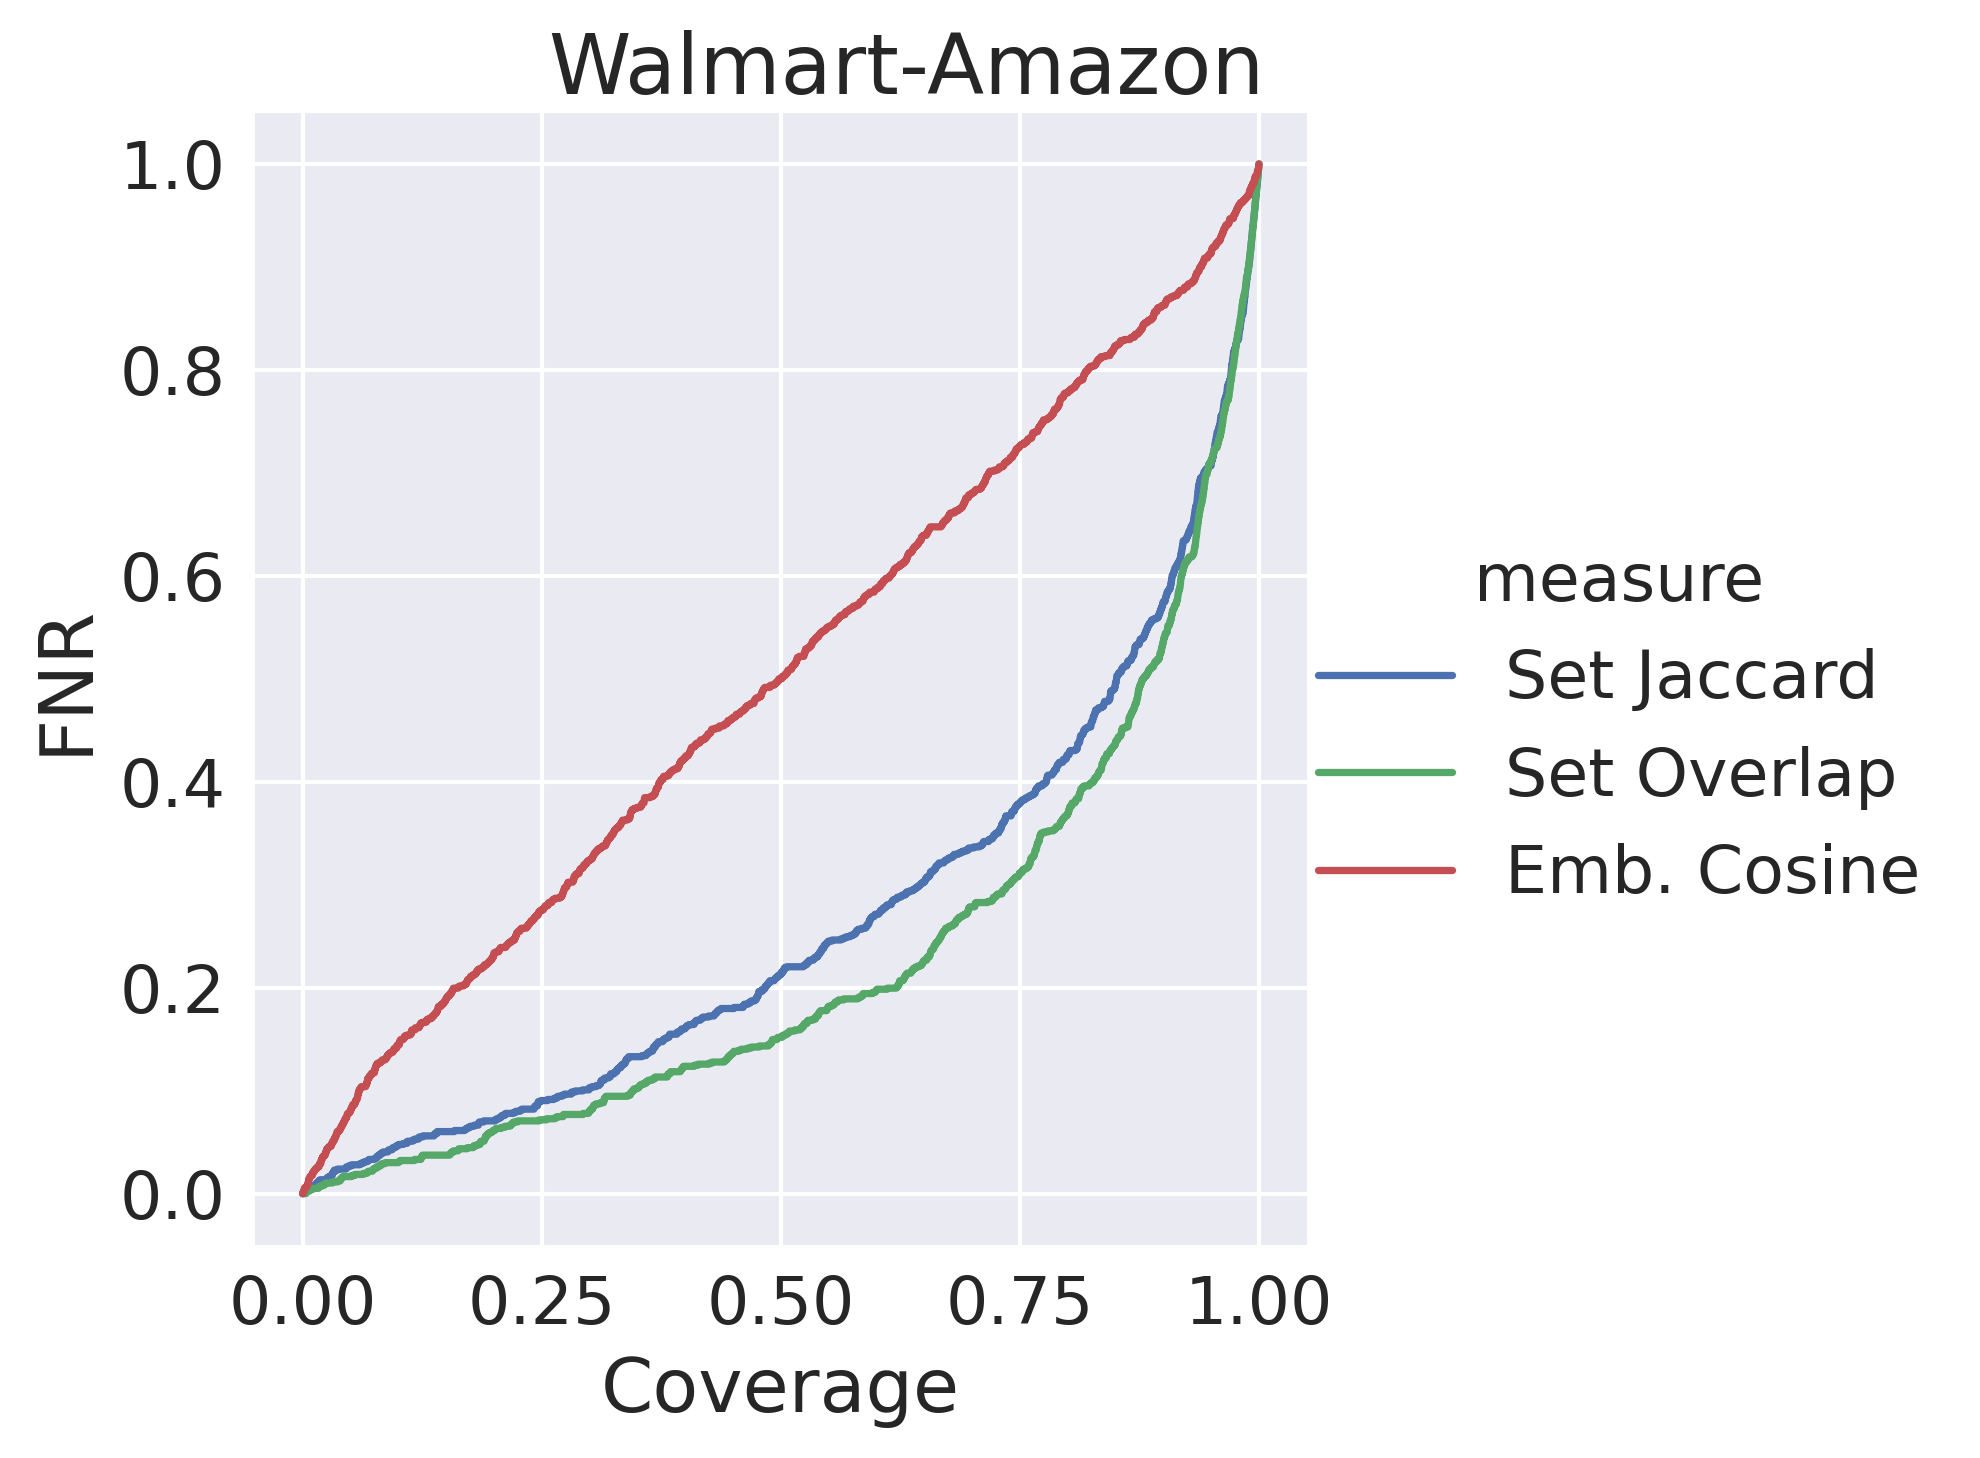 Walmart-Amazon
1.0
0.8
0.6
0.4
0.2
0.0
FNR
0.00 0.25 0.50 0.75 1.00
Coverage
measure
Set Jaccard
Set Overlap
Emb. Cosine